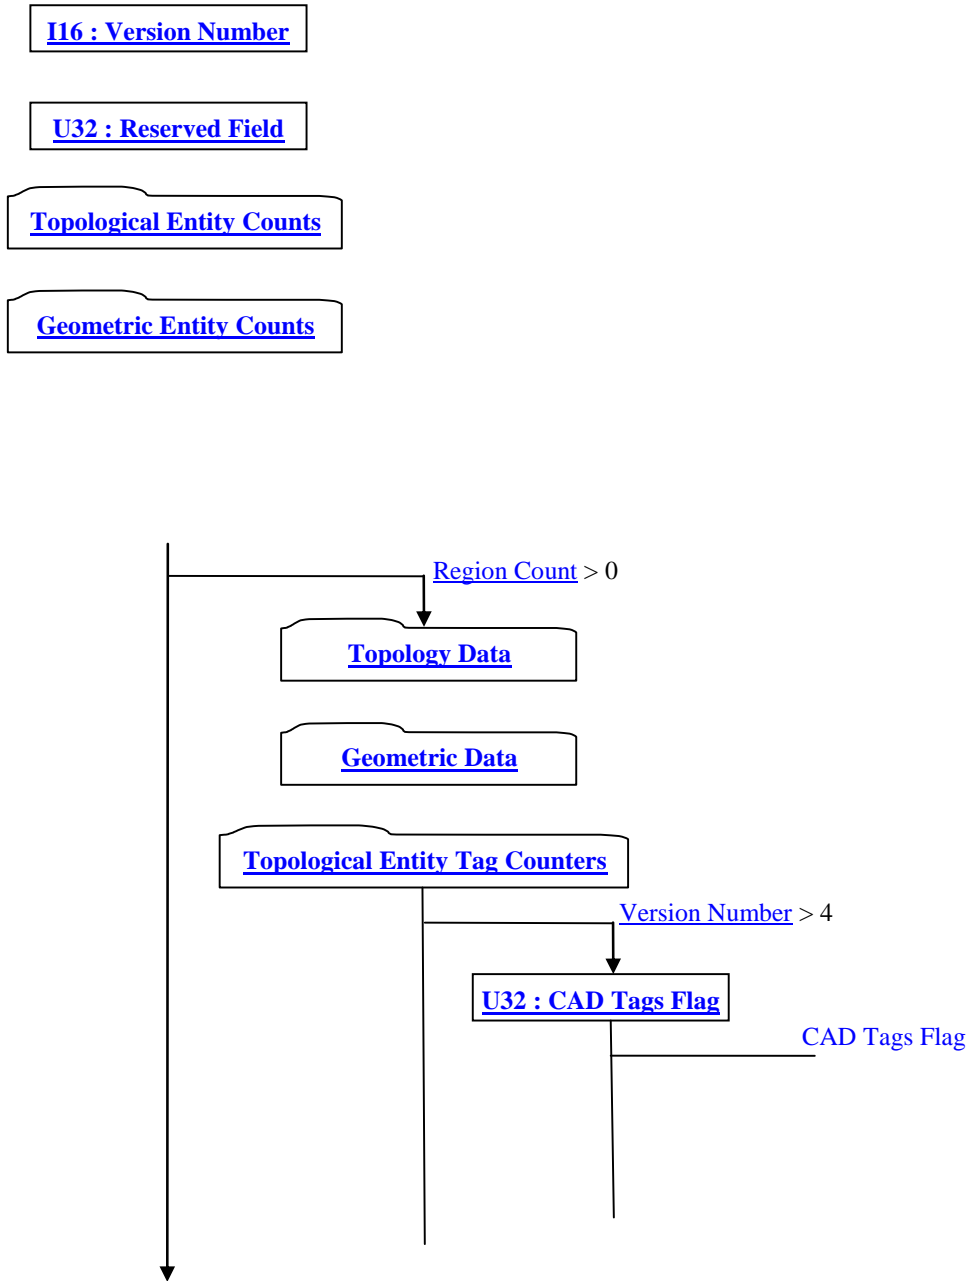 I16 : Version Number
U32 : Reserved Field
Topological Entity Counts
Geometric Entity Counts
Region Count > 0
Topology Data
Geometric Data
Topological Entity Tag Counters
Version Number > 4
U32 : CAD Tags Flag
CAD Tags Flag